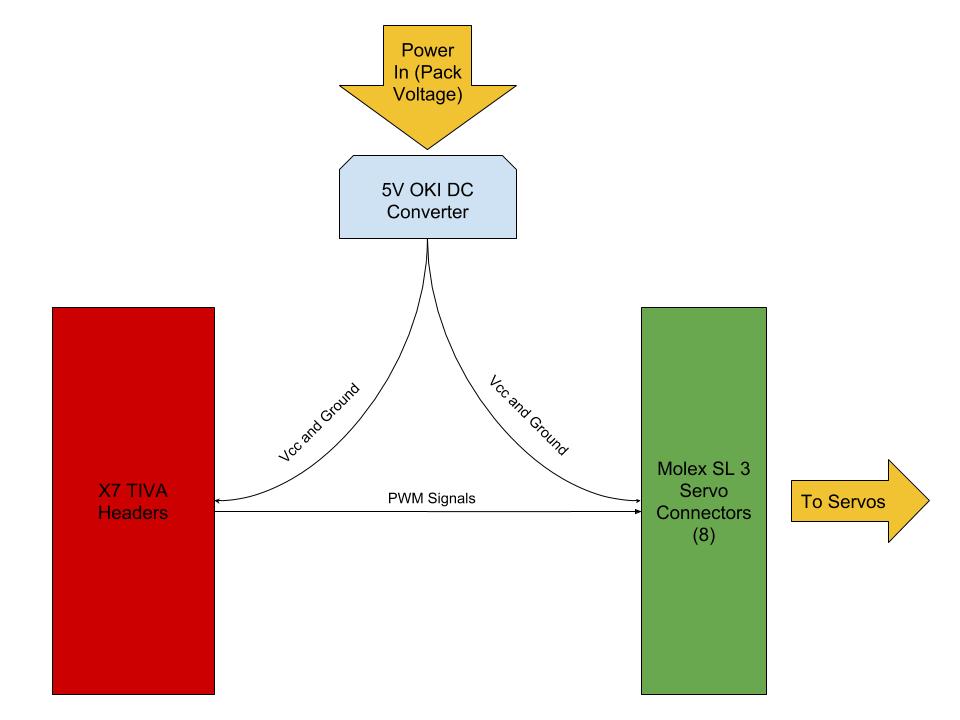 Power
In (Pack
Voltage)
5V OKI DC
Converter
Vcc and Ground
Vcc and Ground
X7 TIVA
Headers
PWM Signals
Molex SL 3
Servo
Connectors
(8)
To Servos